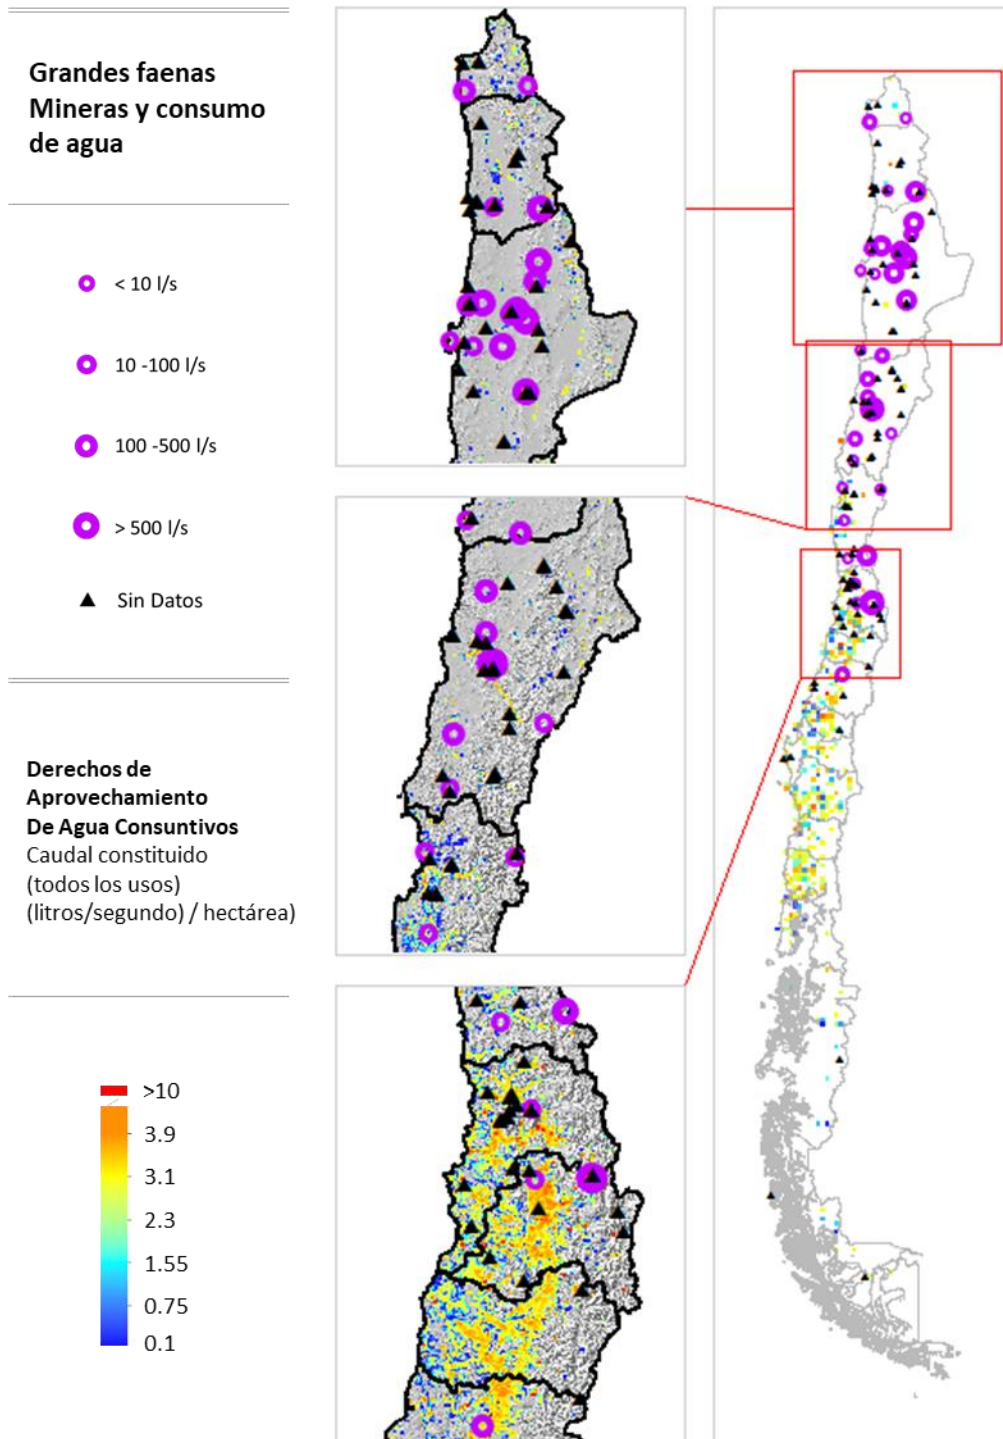 Grandes faenas
Mineras y consumo
de agua
< 10 l/s
10 -100 l/s
100 -500 l/s
> 500 l/s
Sin Datos
Derechos de
Aprovechamiento
De Agua Consuntivos
Caudal constituido
(todos los usos)
(litros/segundo) / hectárea)
>10
3.9
3.1
2.3
1.55
0.75
0.1